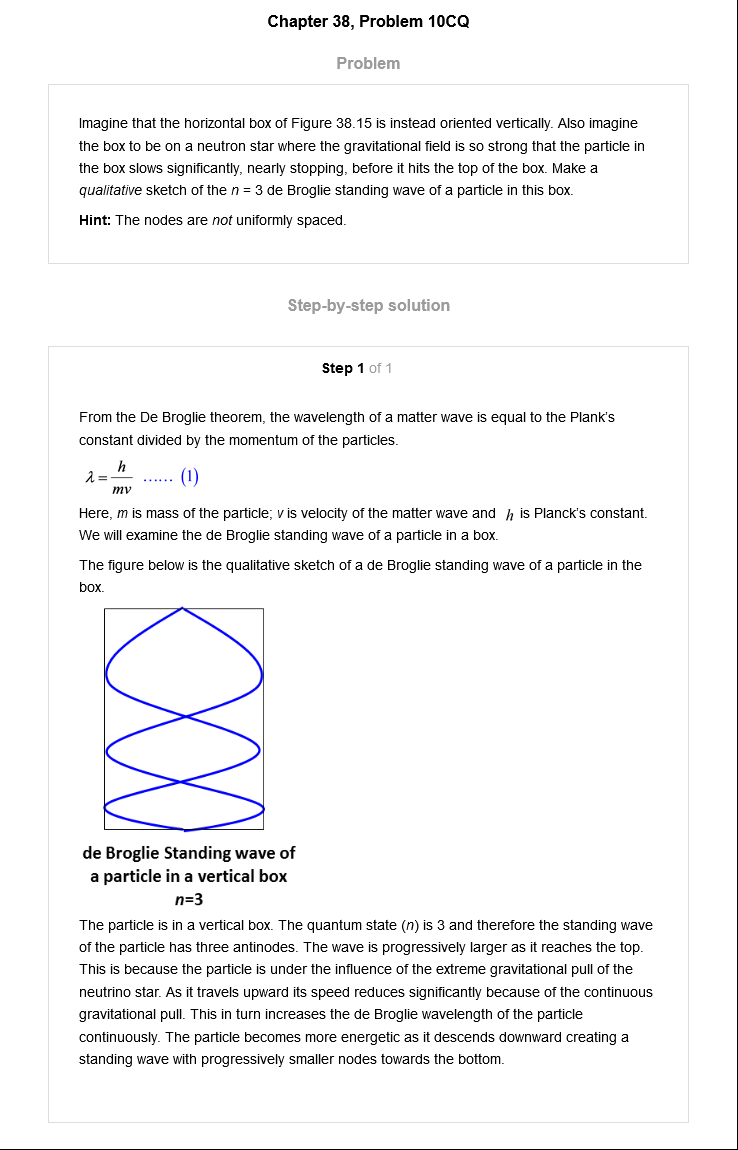 Chapter 38, Problem 10CQ
Problem
Imagine that the horizontal box of Figure 38.15 is instead oriented vertically. Also imagine
the box to be on a neutron star where the gravitational field is so strong that the particle in
the box slows significantly, nearly stopping, before it hits the top of the box. Make a
qualitative sketch of the n = 3 de Broglie standing wave of a particle in this box.
Hint: The nodes are not uniformly spaced.
Step-by-step solution
Step 1 of 1
From the De Broglie theorem, the wavelength of a matter wave is equal to the Plank's
constant divided by the momentum of the particles.
λ = h/mv ...... (1)
Here, m is mass of the particle; v is velocity of the matter wave and h is Planck's constant.
We will examine the de Broglie standing wave of a particle in a box.
The figure below is the qualitative sketch of a de Broglie standing wave of a particle in the
box.
de Broglie Standing wave of
a particle in a vertical box
n=3
The particle is in a vertical box. The quantum state (n) is 3 and therefore the standing wave
of the particle has three antinodes. The wave is progressively larger as it reaches the top.
This is because the particle is under the influence of the extreme gravitational pull of the
neutrino star. As it travels upward its speed reduces significantly because of the continuous
gravitational pull. This in turn increases the de Broglie wavelength of the particle
continuously. The particle becomes more energetic as it descends downward creating a
standing wave with progressively smaller nodes towards the bottom.